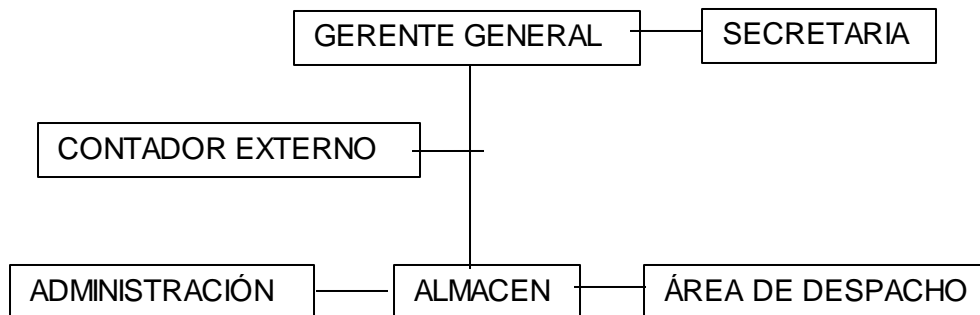 GERENTE GENERAL
SECRETARIA
CONTADOR EXTERNO
ADMINISTRACIÓN
ALMACEN
ÁREA DE DESPACHO